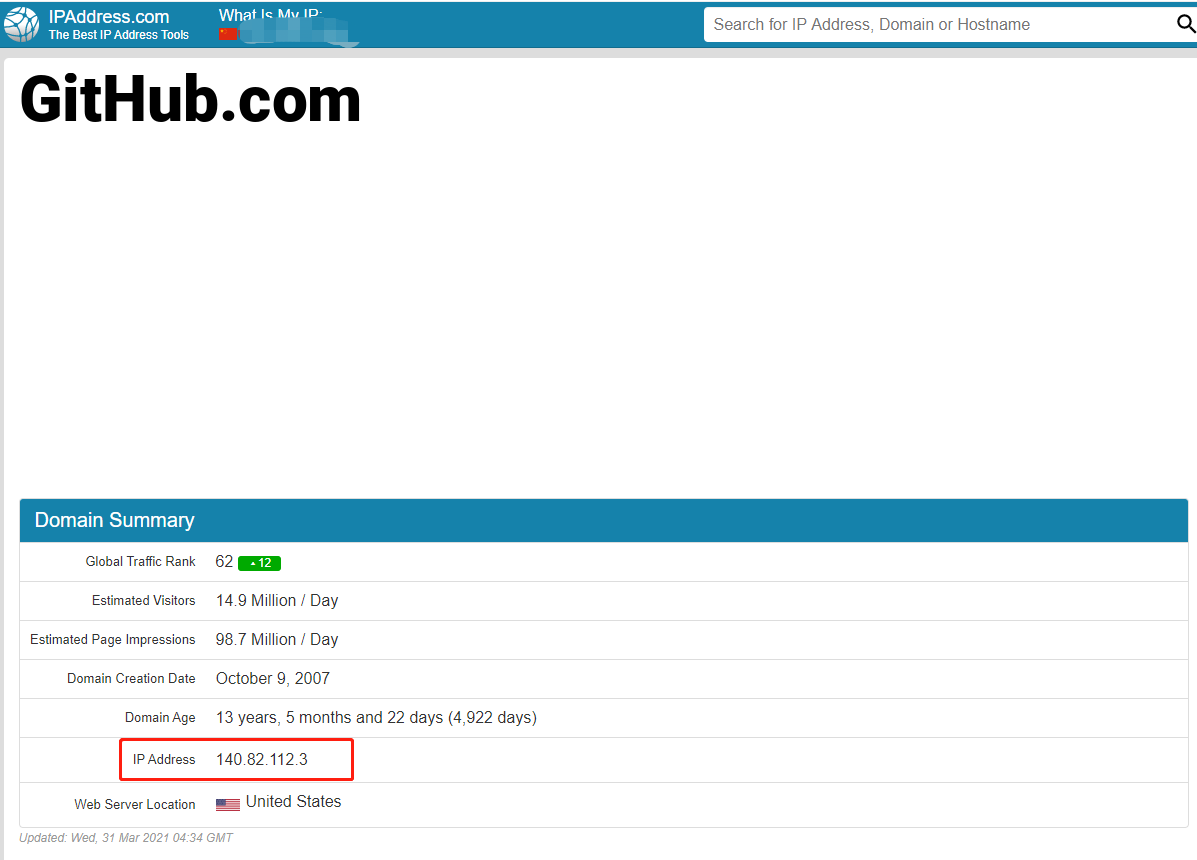 IPAddress.com
The Best IP Address Tools
What Is My IP:
Search for IP Address, Domain or Hostname
GitHub.com
Domain Summary
Global Traffic Rank 62 ▲ 12
Estimated Visitors 14.9 Million / Day
Estimated Page Impressions 98.7 Million / Day
Domain Creation Date October 9, 2007
Domain Age 13 years, 5 months and 22 days (4,922 days)
IP Address 140.82.112.3
Web Server Location United States
Updated: Wed, 31 Mar 2021 04:34 GMT